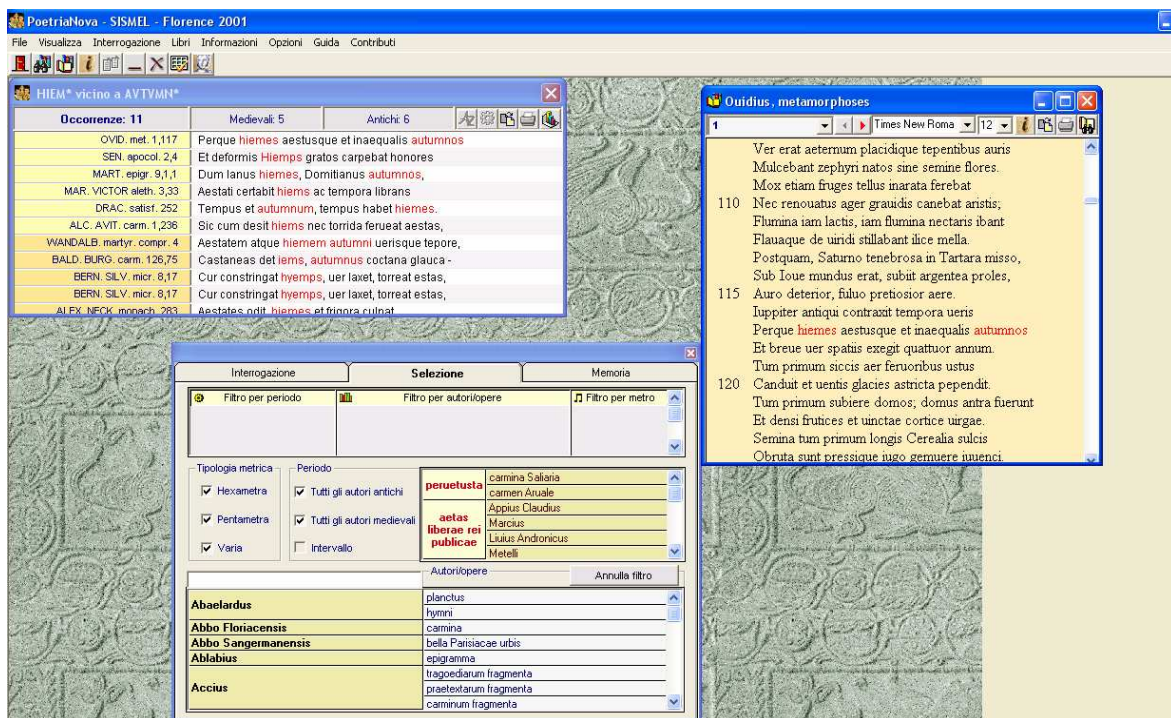 PoetriaNova - SISMEL - Florence 2001
File Visualizza Interrogazione Libri Informazioni Opzioni Guida Contributi
HIEM* vicino a AVTVMN*
Occorrenze: 11 Medievali: 5 Antichi: 6
OVID. met. 1,117 Perque hiemes aestusque et inaequalis autumnos
SEN. apocol. 2,4 Et deformis Hiemps gratos carpebat honores
MART. epigr. 9,1,1 Dum Ianus hiemes, Domitianus autumnos,
MAR. VICTOR aleth. 3,33 Aestati certabit hiems ac tempora librans
DRAC. satisf. 252 Tempus et autumnum, tempus habet hiemes.
ALC. AVIT. carm. 1,236 Sic cum desit hiems nec torrida ferueat aestas,
WANDALB. martyr. compr. 4 Aestatem atque hiemem autumni uerisque tepore,
BALD. BURG. carm. 126,75 Castaneas det iems, autumnus coctana glauca -
BERN. SILV. micr. 8,17 Cur constringat hyemps, uer laxet, torreat estas,
BERN. SILV. micr. 8,17 Cur constringat hyemps, uer laxet, torreat estas,
ALEX. NECK. monach. 283 Aestates odit, hiemes et frigora culpat
Ouidius, metamorphoses
1 Times New Roma 12
Ver erat aeternum placidique tepentibus auris
Mulcebant zephyri natos sine semine flores.
Mox etiam fruges tellus inarata ferebat
110 Nec renouatus ager grauidis canebat aristis;
Flumina iam lactis, iam flumina nectaris ibant
Flauaque de uiridi stillabant ilice mella.
Postquam, Saturno tenebrosa in Tartara misso,
Sub Ioue mundus erat, subiit argentea proles,
115 Auro deterior, fuluo pretiosior aere.
Iuppiter antiqui contraxit tempora ueris
Perque hiemes aestusque et inaequalis autumnos
Et breue uer spatiis exegit quattuor annum.
Tum primum siccis aer feruoribus ustus
120 Canduit et uentis glacies astricta pependit.
Tum primum subiere domos; domus antra fuerunt
Et densi frutices et uinctae cortice uirgae.
Semina tum primum longis Cerealia sulcis
Obruta sunt pressique iugo gemuere iuuenci.
Interrogazione Selezione Memoria
Filtro per periodo Filtro per autori/opere Filtro per metro
Tipologia metrica Periodo
Hexametra Tutti gli autori antichi
Pentametra Tutti gli autori medievali
Varia Intervallo
peruetusta carmina Saliaria
carmen Aruale
aetas liberae rei publicae Appius Claudius
Marcius
Liuius Andronicus
Metelli
Autori/opere Annulla filtro
Abaelardus planctus
hymni
Abbo Floriacensis carmina
Abbo Sangermanensis bella Parisiacae urbis
Ablabius epigramma
Accius tragoediarum fragmenta
praetextarum fragmenta
carminum fragmenta